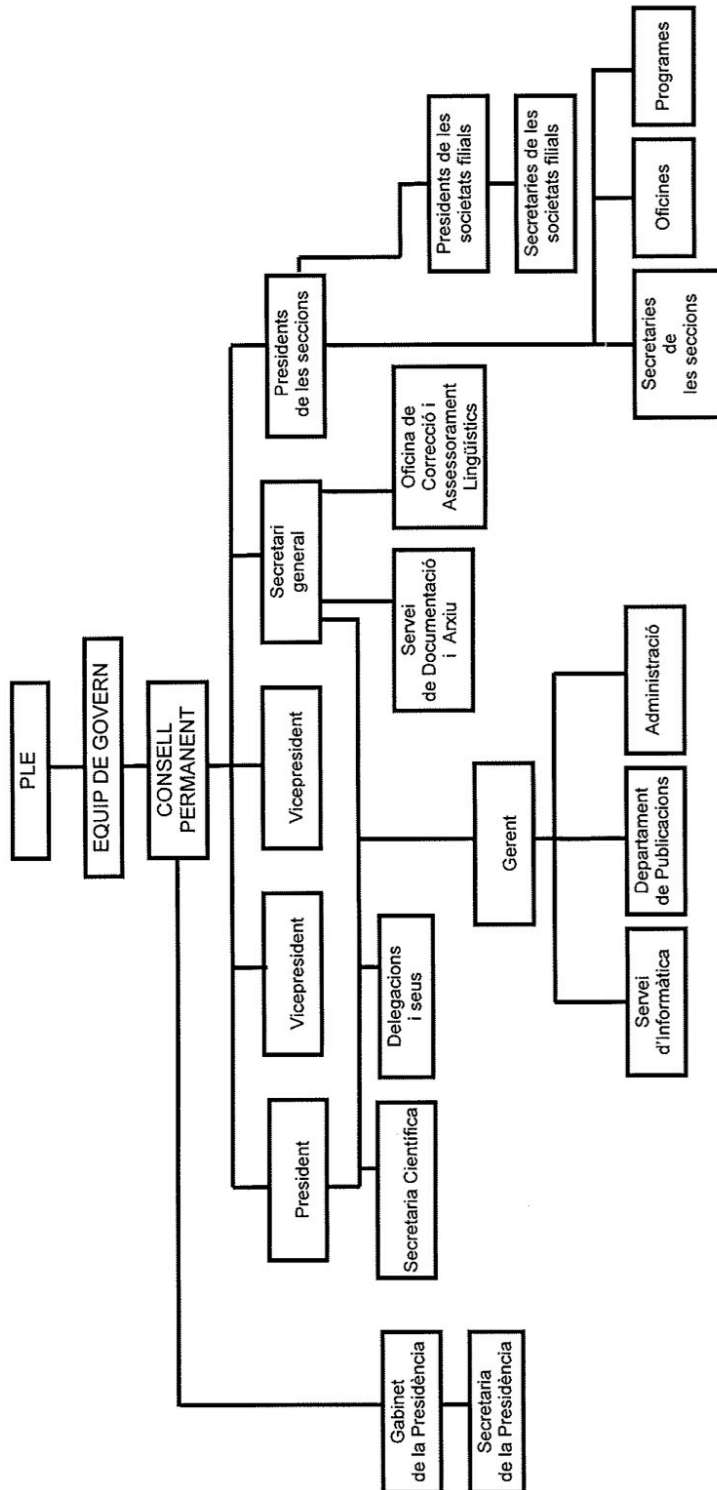 PLE
EQUIP DE GOVERN
CONSELL
PERMANENT
President
Vicepresident
Vicepresident
Secretari
general
Presidents
de les seccions
Gabinet
de la Presidència
Secretaria
de la Presidència
Secretaria Científica
Delegacions
i seus
Servei
de Documentació
i Arxiu
Oficina de
Correcció i
Assessorament
Lingüístics
Presidents de les
societats filials
Secretaries de les
societats filials
Gerent
Servei
d'Informàtica
Departament
de Publicacions
Administració
Secretaries
de
les seccions
Oficines
Programes